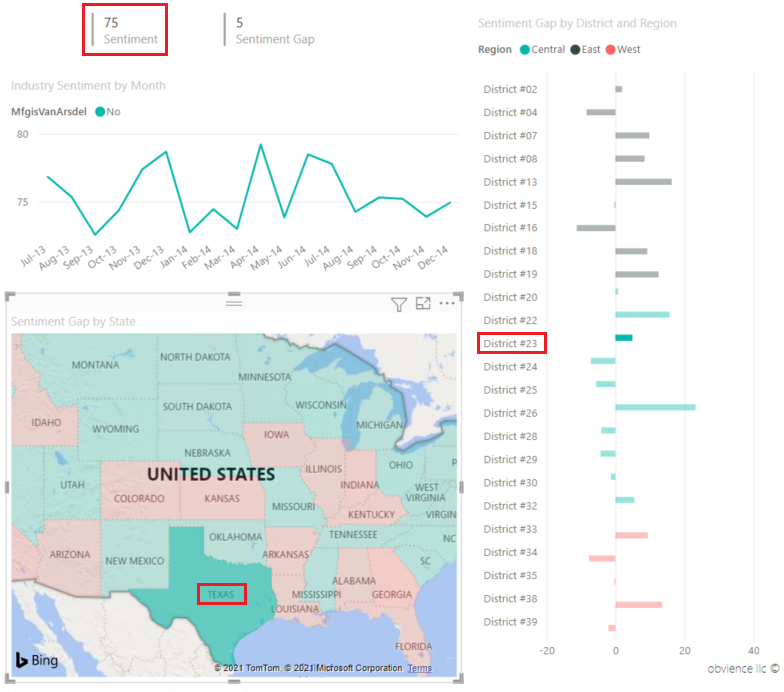 75
Sentiment
5
Sentiment Gap
Industry Sentiment by Month
MfgisVanArsdel No
80
75
Jul-13 Aug-13 Sep-13 Oct-13 Nov-13 Dec-13 Jan-14 Feb-14 Mar-14 Apr-14 May-14 Jun-14 Jul-14 Aug-14 Sep-14 Oct-14 Nov-14 Dec-14
Sentiment Gap by State
MONTANA
NORTH DAKOTA
MINNESOTA
SOUTH DAKOTA
WISCONSIN
IDAHO
WYOMING
MICHIGAN
IOWA
NEBRASKA
UNITED STATES
ILLINOIS
OHIO
P
UTAH
INDIANA
WEST
VIRGINIA
COLORADO
KANSAS
MISSOURI
KENTUCKY
VIRGIN
OKLAHOMA
TENNESSEE
NC
ARIZONA
NEW MEXICO
ARKANSAS
SC
ALABAMA
TEXAS
MISSISSIPPI
GEORGIA
LOUISIANA
FLORIDA
Bing
© 2021 TomTom, © 2021 Microsoft Corporation Terms
Sentiment Gap by District and Region
Region Central East West
District #02
District #04
District #07
District #08
District #13
District #15
District #16
District #18
District #19
District #20
District #22
District #23
District #24
District #25
District #26
District #28
District #29
District #30
District #32
District #33
District #34
District #35
District #38
District #39
-20 0 20 40
obvience llc ©